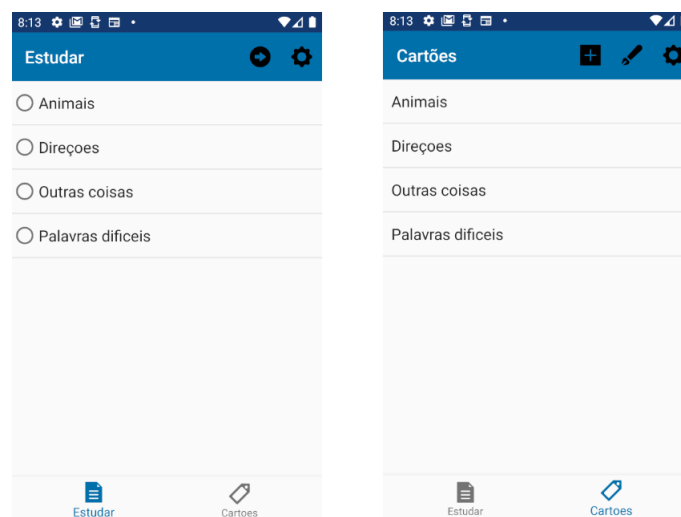 8:13
Estudar
Animais
Direçoes
Outras coisas
Palavras dificeis
Estudar
Cartoes
8:13
Cartões
Animais
Direçoes
Outras coisas
Palavras dificeis
Estudar
Cartoes